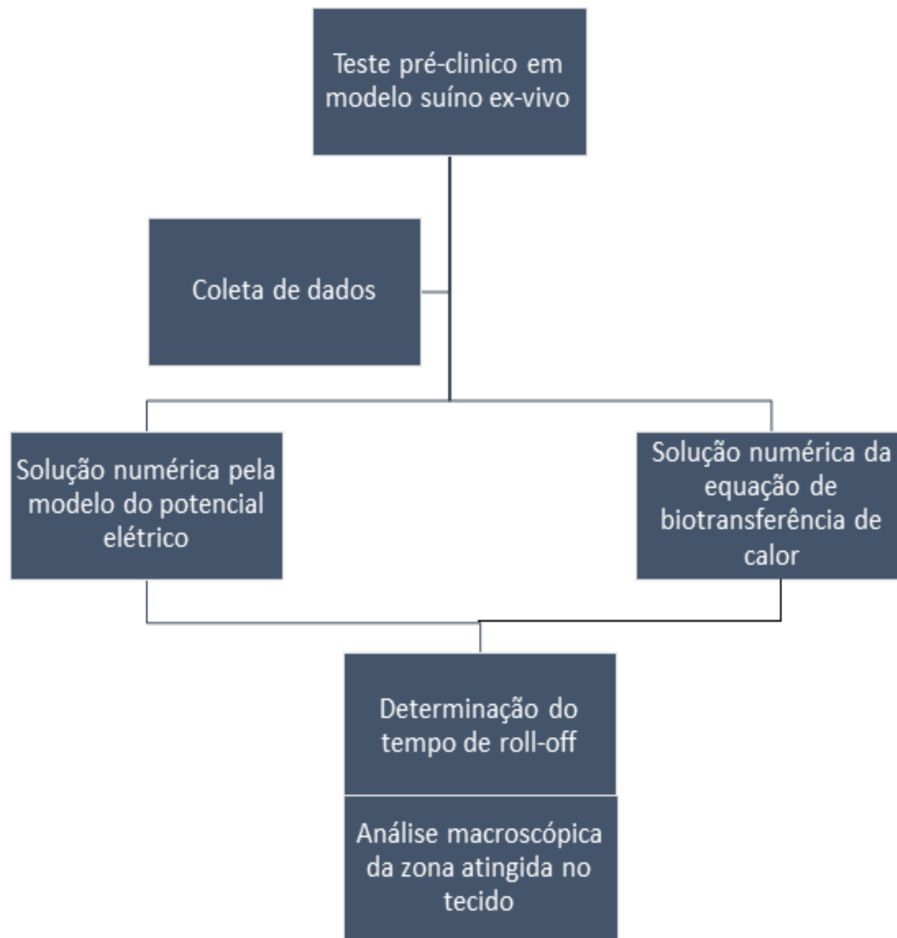 Teste pré-clinico em
modelo suíno ex-vivo
Coleta de dados
Solução numérica pela
modelo do potencial
elétrico
Solução numérica da
equação de
biotransferência de
calor
Determinação do
tempo de roll-off
Análise macroscópica
da zona atingida no
tecido